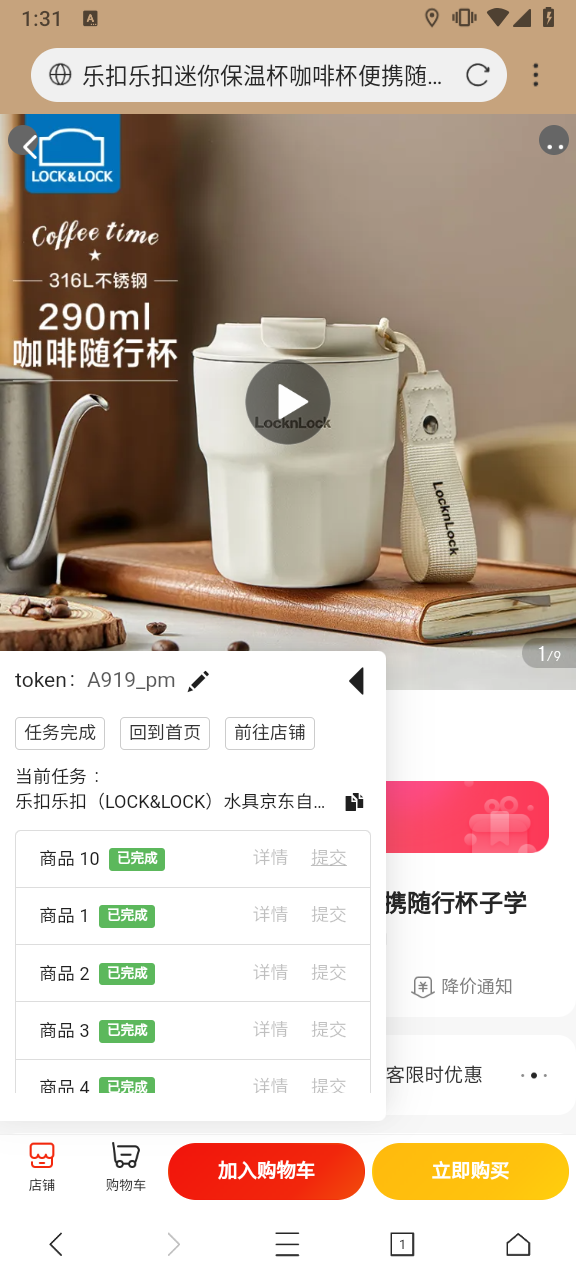 1:31
A
乐扣乐扣迷你保温杯咖啡杯便携随...
LOCK&LOCK
Coffee time
316L不锈钢
290ml
咖啡随行杯
LocknLock
LocknLock
1/9
token: A919_pm
任务完成 回到首页 前往店铺
当前任务：
乐扣乐扣（LOCK&LOCK）水具京东自...
商品 10 已完成 详情 提交
商品 1 已完成 详情 提交
商品 2 已完成 详情 提交
商品 3 已完成 详情 提交
商品 4 已完成 详情 提交
携随行杯子学
降价通知
客限时优惠
店铺 购物车 加入购物车 立即购买
1